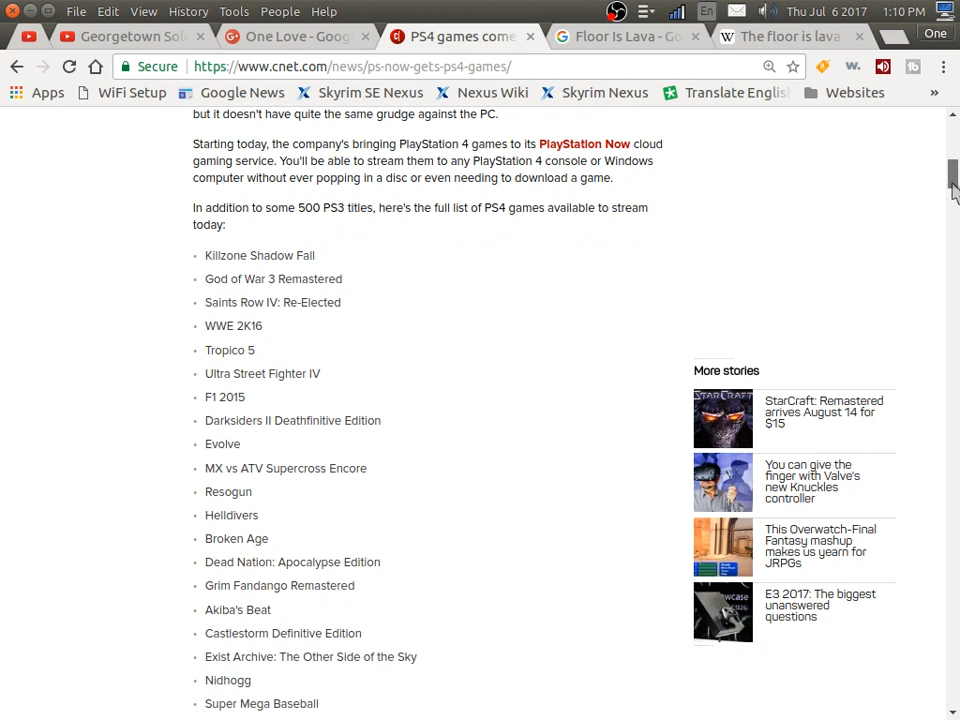 File Edit View History Tools People Help En Thu Jul 6 2017 1:10 PM
Georgetown Sol One Love - Goog PS4 games come Floor Is Lava - Go The floor is lava One
Secure https://www.cnet.com/news/ps-now-gets-ps4-games/
Apps WiFi Setup Google News Skyrim SE Nexus Nexus Wiki Skyrim Nexus Translate Englis Websites »
but it doesn't have quite the same grudge against the PC.
Starting today, the company's bringing PlayStation 4 games to its PlayStation Now cloud
gaming service. You'll be able to stream them to any PlayStation 4 console or Windows
computer without ever popping in a disc or even needing to download a game.
In addition to some 500 PS3 titles, here's the full list of PS4 games available to stream
today:
Killzone Shadow Fall
God of War 3 Remastered
Saints Row IV: Re-Elected
WWE 2K16
Tropico 5
Ultra Street Fighter IV
F1 2015
Darksiders II Deathfinitive Edition
Evolve
MX vs ATV Supercross Encore
Resogun
Helldivers
Broken Age
Dead Nation: Apocalypse Edition
Grim Fandango Remastered
Akiba's Beat
Castlestorm Definitive Edition
Exist Archive: The Other Side of the Sky
Nidhogg
Super Mega Baseball
More stories
STARCRAFT
StarCraft: Remastered
arrives August 14 for
$15
You can give the
finger with Valve's
new Knuckles
controller
This Overwatch-Final
Fantasy mashup
makes us yearn for
JRPGs
E3 2017: The biggest
unanswered
questions